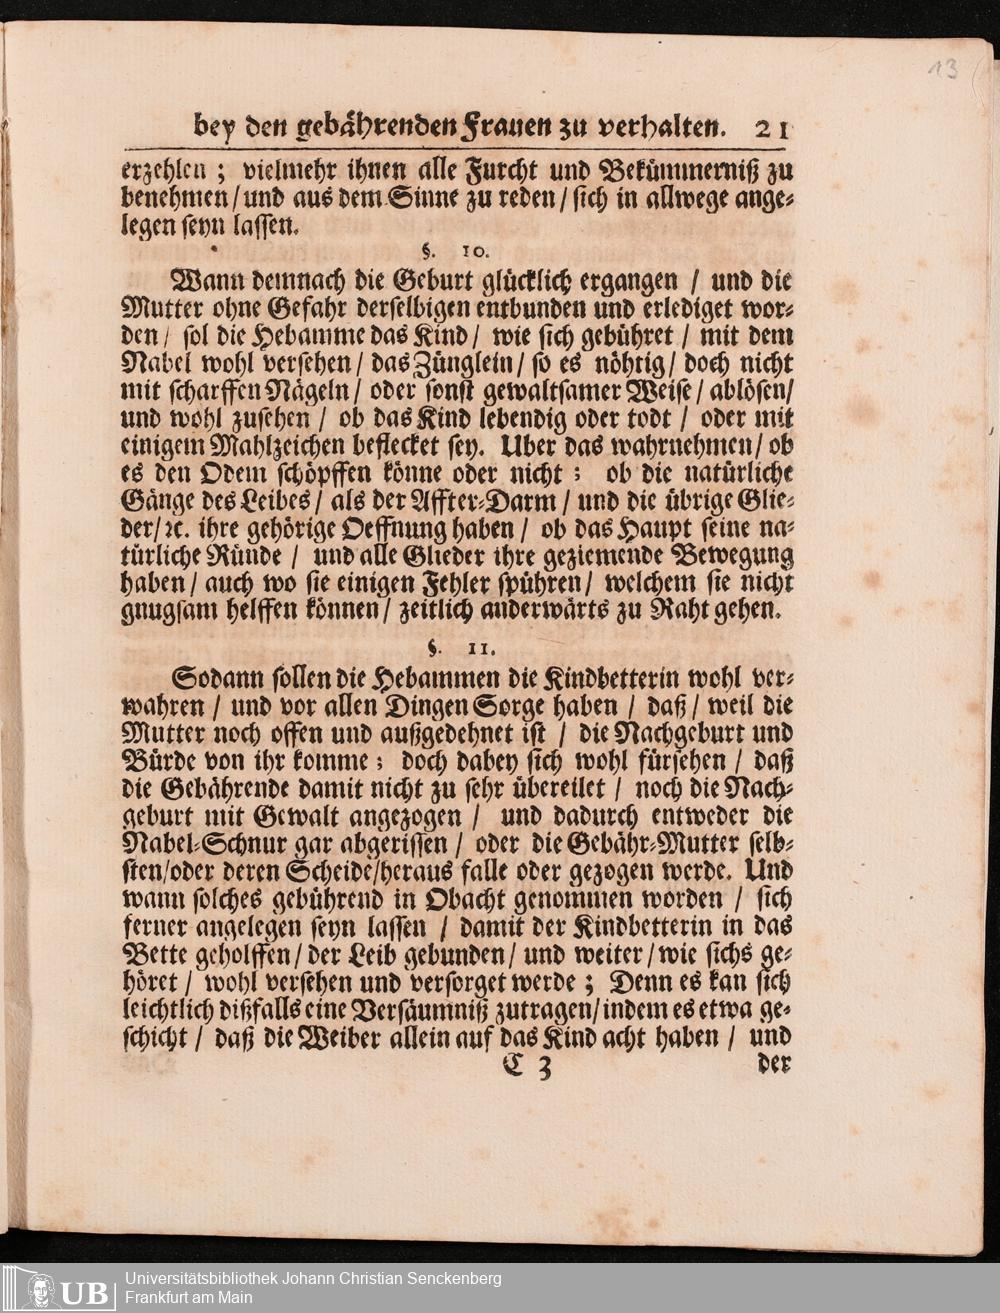 13
bey den gebährenden Frauen zu verhalten. 21
erzehlen ; vielmehr ihnen alle Furcht und Bekümmerniß zu
benehmen / und aus dem Sinne zu reden / sich in allwege ange⸗
legen seyn lassen.
§. 10.
Wann demnach die Geburt glücklich ergangen / und die
Mutter ohne Gefahr derselbigen entbunden und erlediget wor⸗
den / sol die Hebamme das Kind / wie sich gebühret / mit dem
Nabel wohl versehen / das Zünglein / so es nöhtig / doch nicht
mit scharffen Nägeln / oder sonst gewaltsamer Weise / ablösen /
und wohl zusehen / ob das Kind lebendig oder todt / oder mit
einigem Mahlzeichen beflecket sey. Uber das wahrnehmen / ob
es den Odem schöpffen könne oder nicht ; ob die natürliche
Gänge des Leibes / als der Affter⸗Darm / und die übrige Glie⸗
der / ꝛc. ihre gehörige Oeffnung haben / ob das Haupt seine na⸗
türliche Ründe / und alle Glieder ihre geziemende Bewegung
haben / auch wo sie einigen Fehler spühren / welchem sie nicht
gnugsam helffen können / zeitlich anderwärts zu Raht gehen.
§. 11.
Sodann sollen die Hebammen die Kindbetterin wohl ver⸗
wahren / und vor allen Dingen Sorge haben / daß / weil die
Mutter noch offen und außgedehnet ist / die Nachgeburt und
Bürde von ihr komme ; doch dabey sich wohl fürsehen / daß
die Gebährende damit nicht zu sehr übereilet / noch die Nach⸗
geburt mit Gewalt angezogen / und dadurch entweder die
Nabel⸗Schnur gar abgerissen / oder die Gebähr⸗Mutter selb⸗
sten / oder deren Scheide / heraus falle oder gezogen werde. Und
wann solches gebührend in Obacht genommen worden / sich
ferner angelegen seyn lassen / damit der Kindbetterin in das
Bette geholffen / der Leib gebunden / und weiter / wie sichs ge⸗
höret / wohl versehen und versorget werde ; Denn es kan sich
leichtlich dißfalls eine Versäumniß zutragen / indem es etwa ge⸗
schicht / daß die Weiber allein auf das Kind acht haben / und
C 3 der
UB Universitätsbibliothek Johann Christian Senckenberg
Frankfurt am Main